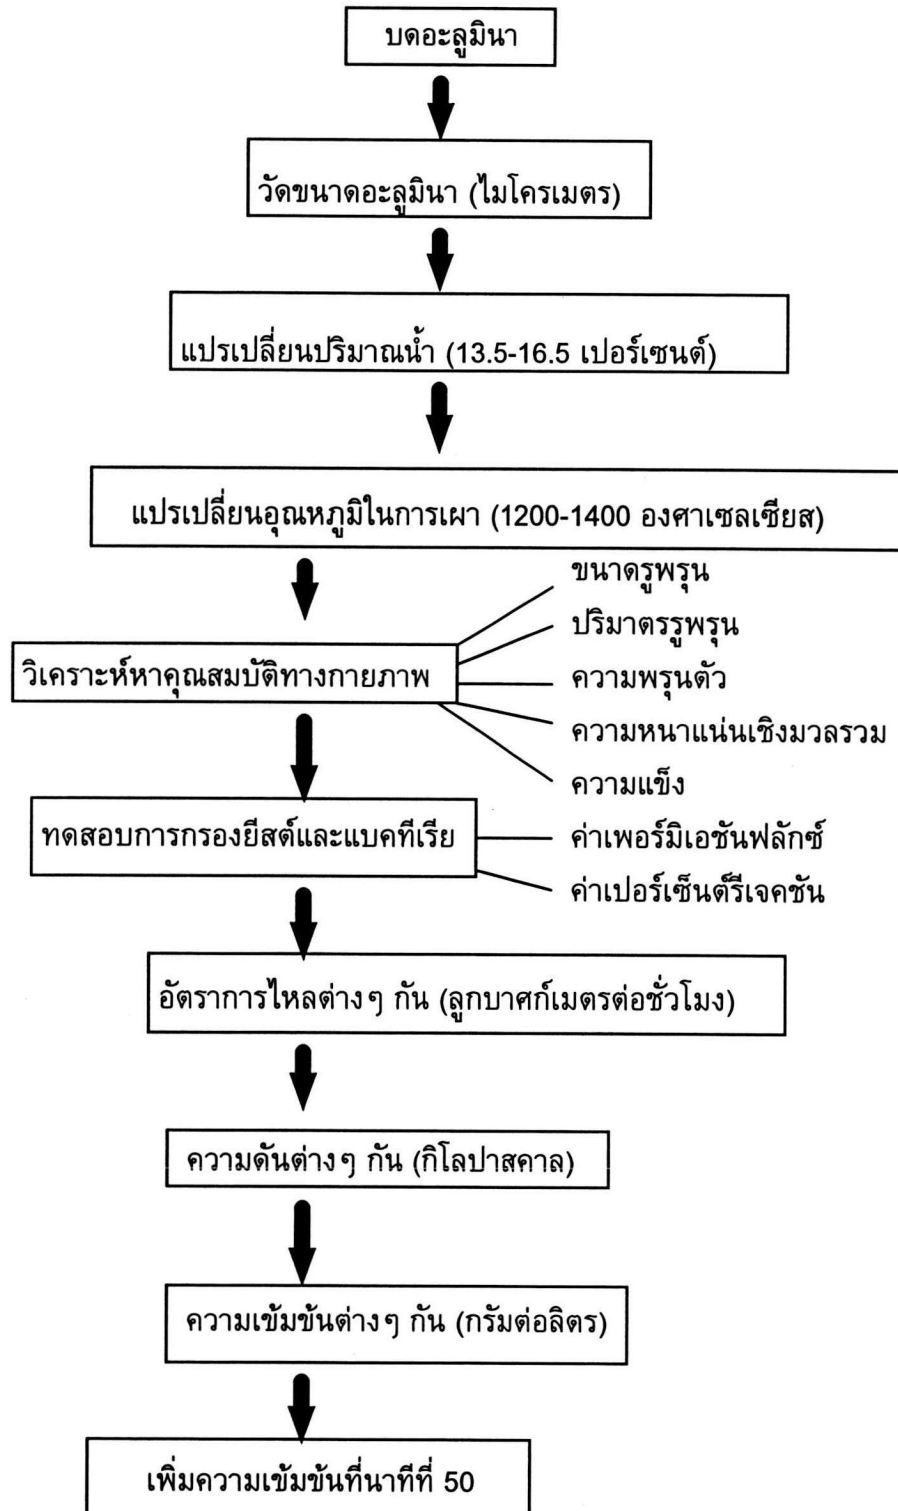 บดอะลูมินา
วัดขนาดอะลูมินา (ไมโครเมตร)
แปรเปลี่ยนปริมาณน้ำ (13.5-16.5 เปอร์เซนต์)
แปรเปลี่ยนอุณหภูมิในการเผา (1200-1400 องศาเซลเซียส)
ขนาดรูพรุน
ปริมาตรรูพรุน
วิเคราะห์หาคุณสมบัติทางกายภาพ
ความพรุนตัว
ความหนาแน่นเชิงมวลรวม
ความแข็ง
ทดสอบการกรองยีสต์และแบคทีเรีย
ค่าเพอร์มิเอชันฟลักซ์
ค่าเปอร์เซ็นต์รีเจคชัน
อัตราการไหลต่างๆ กัน (ลูกบาศก์เมตรต่อชั่วโมง)
ความดันต่างๆ กัน (กิโลปาสคาล)
ความเข้มข้นต่างๆ กัน (กรัมต่อลิตร)
เพิ่มความเข้มข้นที่นาทีที่ 50